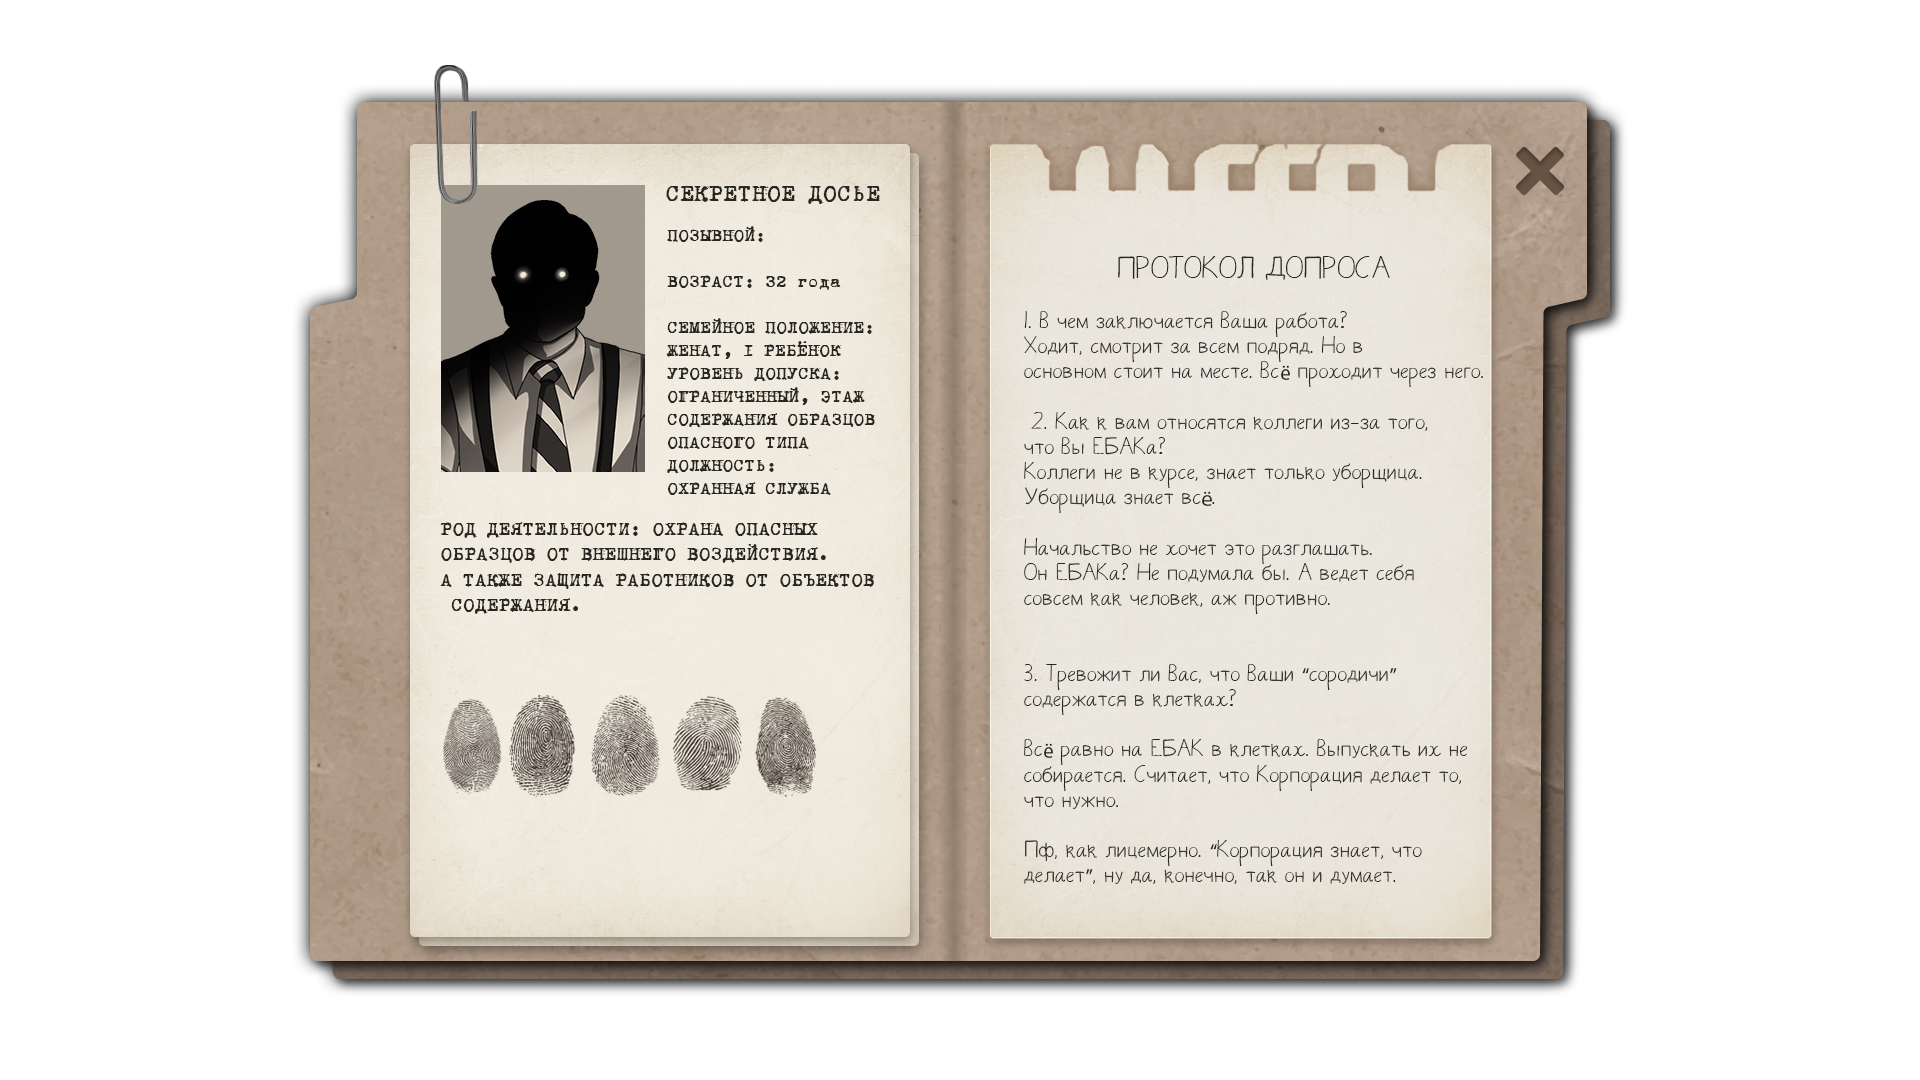 СЕКРЕТНОЕ ДОСЬЕ
ПОЗЫВНОЙ:
ВОЗРАСТ: 32 года
СЕМЕЙНОЕ ПОЛОЖЕНИЕ:
ЖЕНАТ, I РЕБЁНОК
УРОВЕНЬ ДОПУСКА:
ОГРАНИЧЕННЫЙ, ЭТАЖ
СОДЕРЖАНИЯ ОБРАЗЦОВ
ОПАСНОГО ТИПА
ДОЛЖНОСТЬ:
ОХРАННАЯ СЛУЖБА
РОД ДЕЯТЕЛЬНОСТИ: ОХРАНА ОПАСНЫХ
ОБРАЗЦОВ ОТ ВНЕШНЕГО ВОЗДЕЙСТВИЯ.
А ТАКЖЕ ЗАЩИТА РАБОТНИКОВ ОТ ОБЪЕКТОВ
СОДЕРЖАНИЯ.
ПРОТОКОЛ ДОПРОСА
1. В чем заключается Ваша работа?
Ходит, смотрит за всем подряд. Но в
основном стоит на месте. Всё проходит через него.
2. Как к вам относятся коллеги из-за того,
что Вы ЕБАКа?
Коллеги не в курсе, знает только уборщица.
Уборщица знает всё.
Начальство не хочет это разглашать.
Он ЕБАКа? Не подумала бы. А ведет себя
совсем как человек, аж противно.
3. Тревожит ли Вас, что Ваши “сородичи”
содержатся в клетках?
Всё равно на ЕБАК в клетках. Выпускать их не
собирается. Считает, что Корпорация делает то,
что нужно.
Пф, как лицемерно. “Корпорация знает, что
делает”, ну да, конечно, так он и думает.